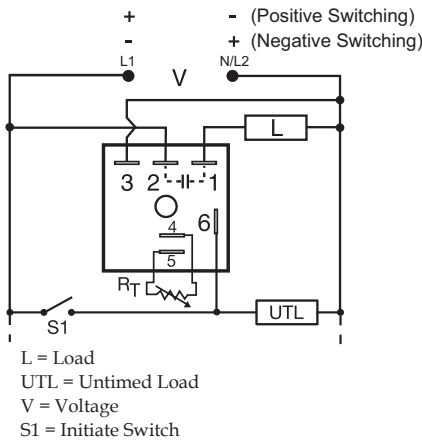 + - (Positive Switching)
- + (Negative Switching)
L1 V N/L2
L
3 2 1
6
4
5
RT
S1 UTL
L = Load
UTL = Untimed Load
V = Voltage
S1 = Initiate Switch